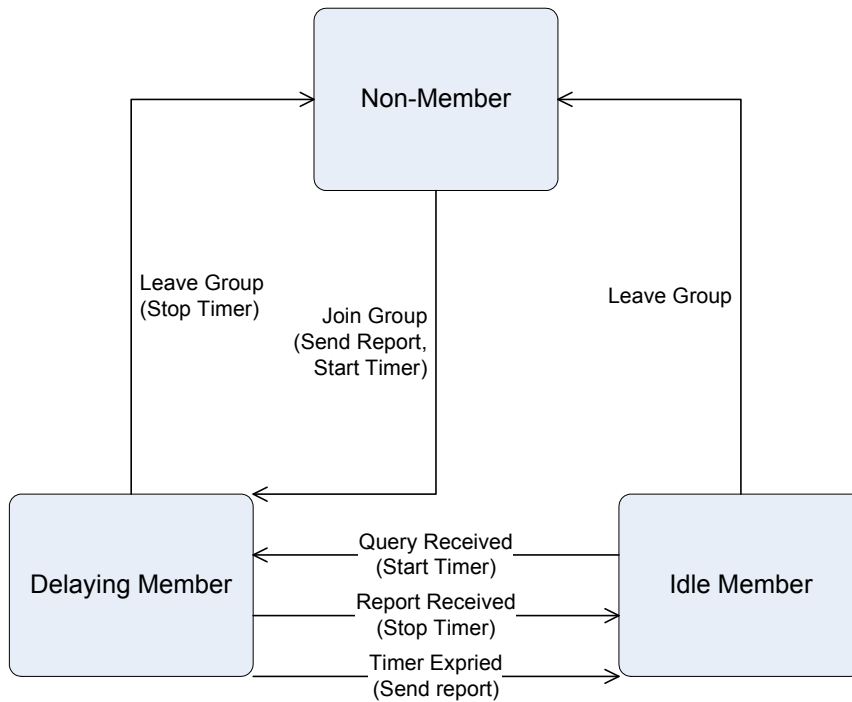 Non-Member
Leave Group
(Stop Timer)
Join Group
(Send Report,
Start Timer)
Leave Group
Delaying Member
Query Received
(Start Timer)
Report Received
(Stop Timer)
Timer Expried
(Send report)
Idle Member